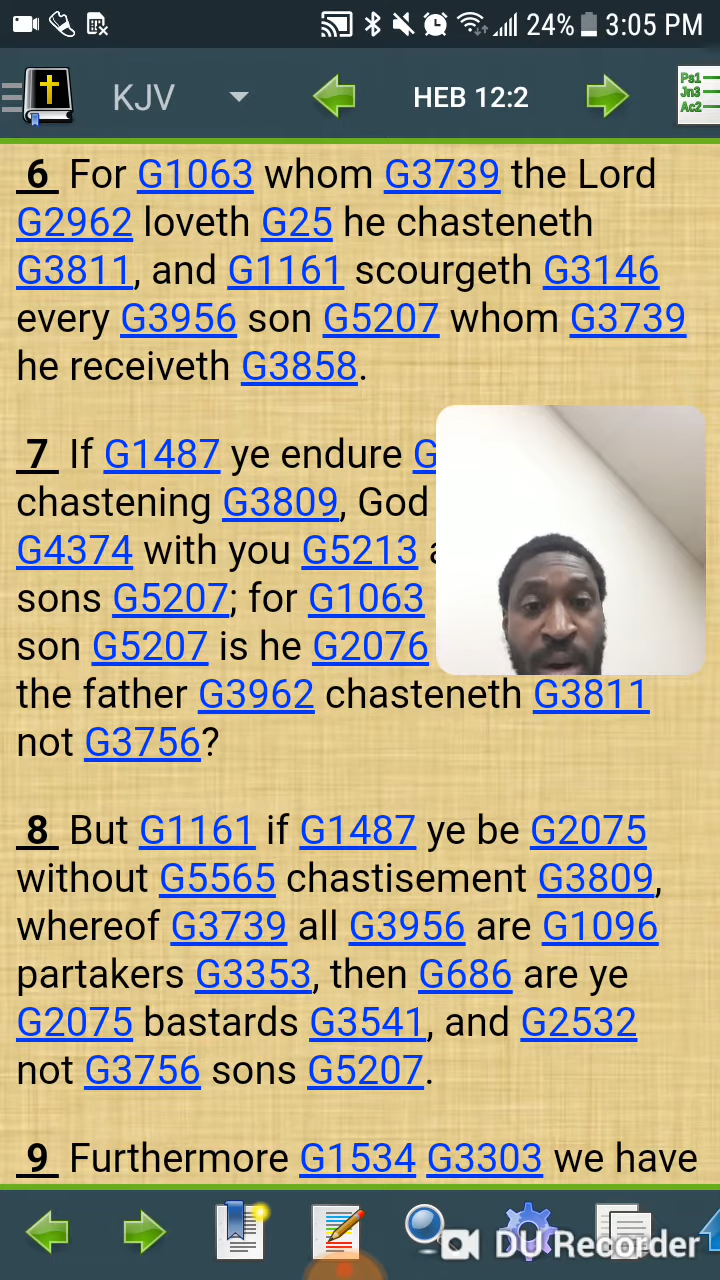 24% 3:05 PM
KJV HEB 12:2 Ps1
Jn3
Ac2
6 For G1063 whom G3739 the Lord
G2962 loveth G25 he chasteneth
G3811, and G1161 scourgeth G3146
every G3956 son G5207 whom G3739
he receiveth G3858.
7 If G1487 ye endure G
chastening G3809, God
G4374 with you G5213
sons G5207; for G1063
son G5207 is he G2076
the father G3962 chasteneth G3811
not G3756?
8 But G1161 if G1487 ye be G2075
without G5565 chastisement G3809,
whereof G3739 all G3956 are G1096
partakers G3353, then G686 are ye
G2075 bastards G3541, and G2532
not G3756 sons G5207.
9 Furthermore G1534 G3303 we have
DU Recorder